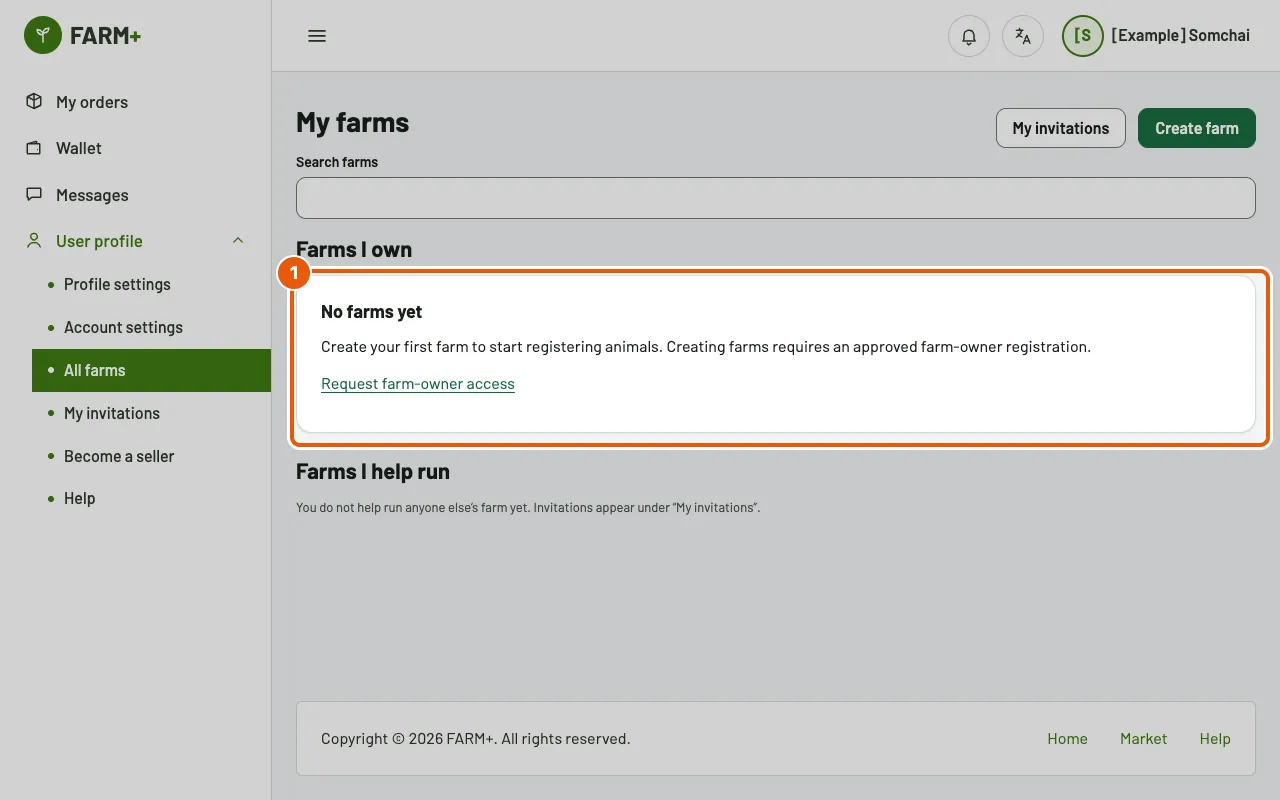 FARM+
[S
[Example] Somchai
My orders
Wallet
Messages
User profile
Profile settings
Account settings
All farms
My invitations
Become a seller
Help
My farms
My invitations
Create farm
Search farms
Farms I own
1
No farms yet
Create your first farm to start registering animals. Creating farms requires an approved farm-owner registration.
Request farm-owner access
Farms I help run
You do not help run anyone else's farm yet. Invitations appear under “My invitations”.
Copyright © 2026 FARM+. All rights reserved.
Home
Market
Help